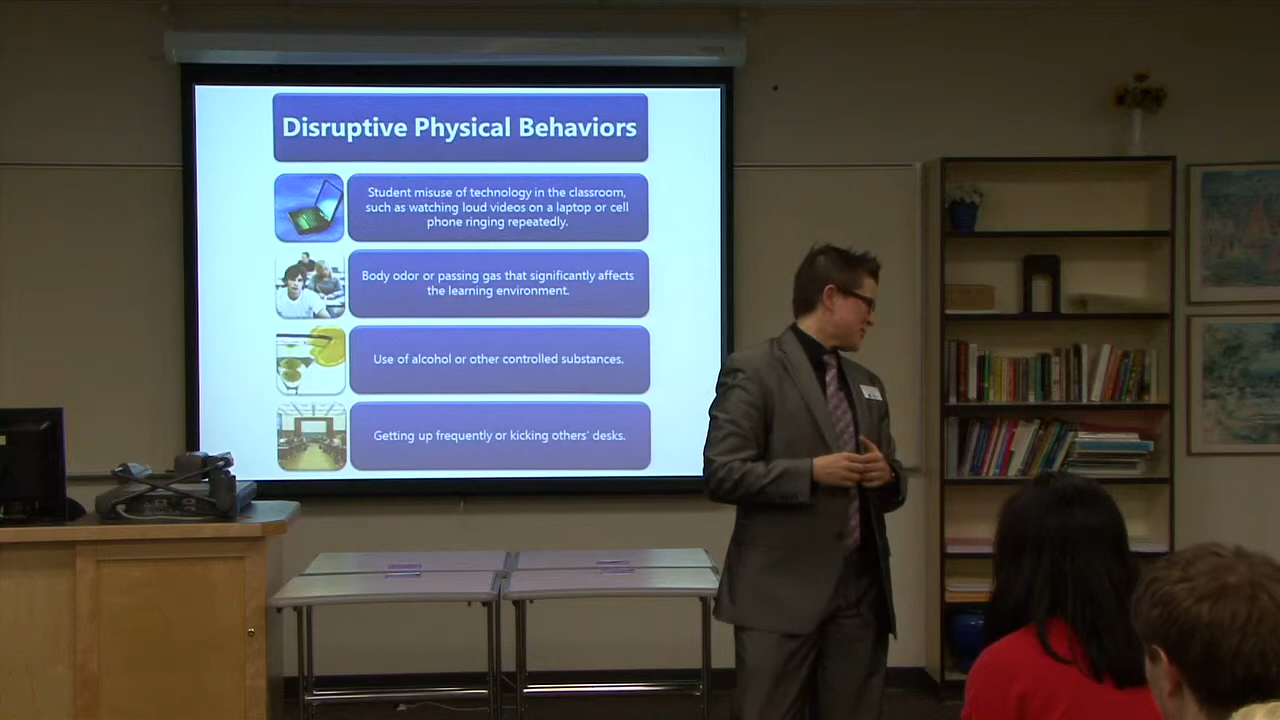 Disruptive Physical Behaviors
Student misuse of technology in the classroom,
such as watching loud videos on a laptop or cell
phone ringing repeatedly.
Body odor or passing gas that significantly affects
the learning environment.
Use of alcohol or other controlled substances.
Getting up frequently or kicking others' desks.